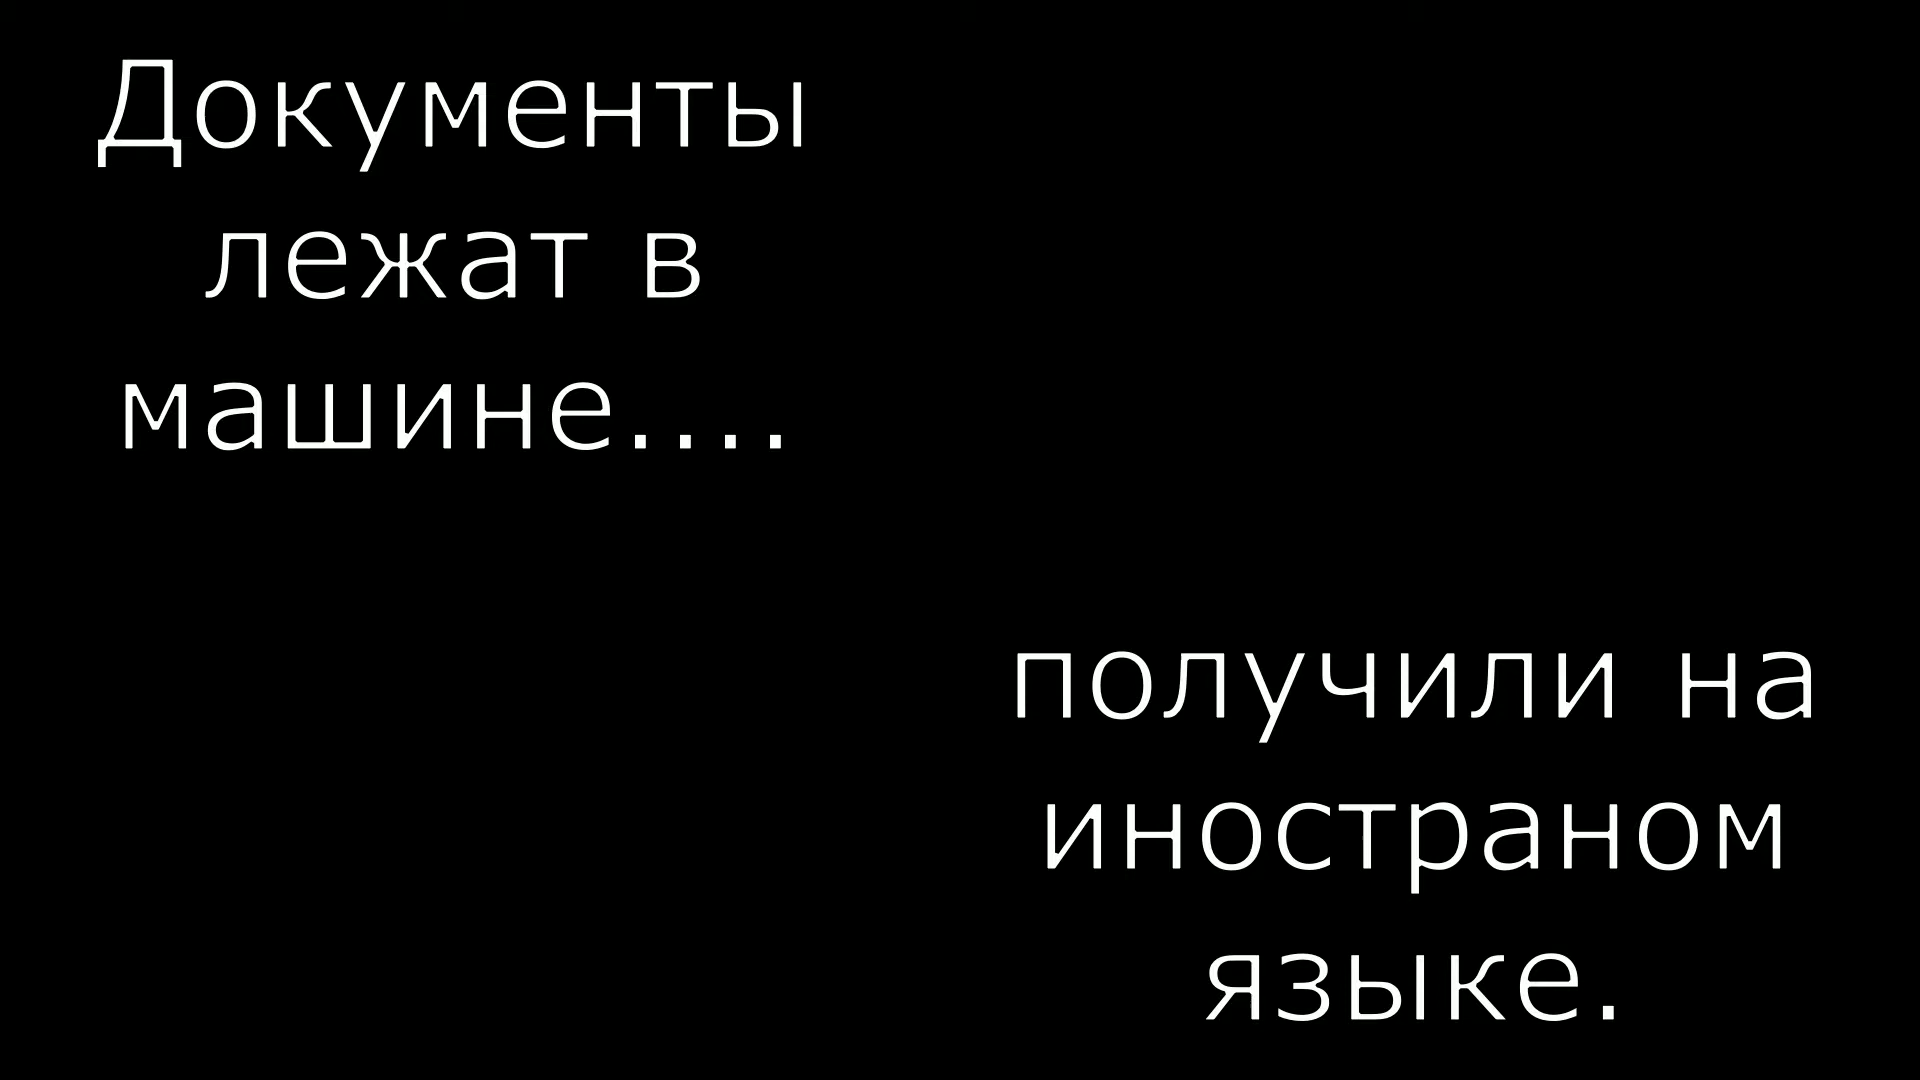 Документы
лежат в
машине....
получили на
иностраном
языке.